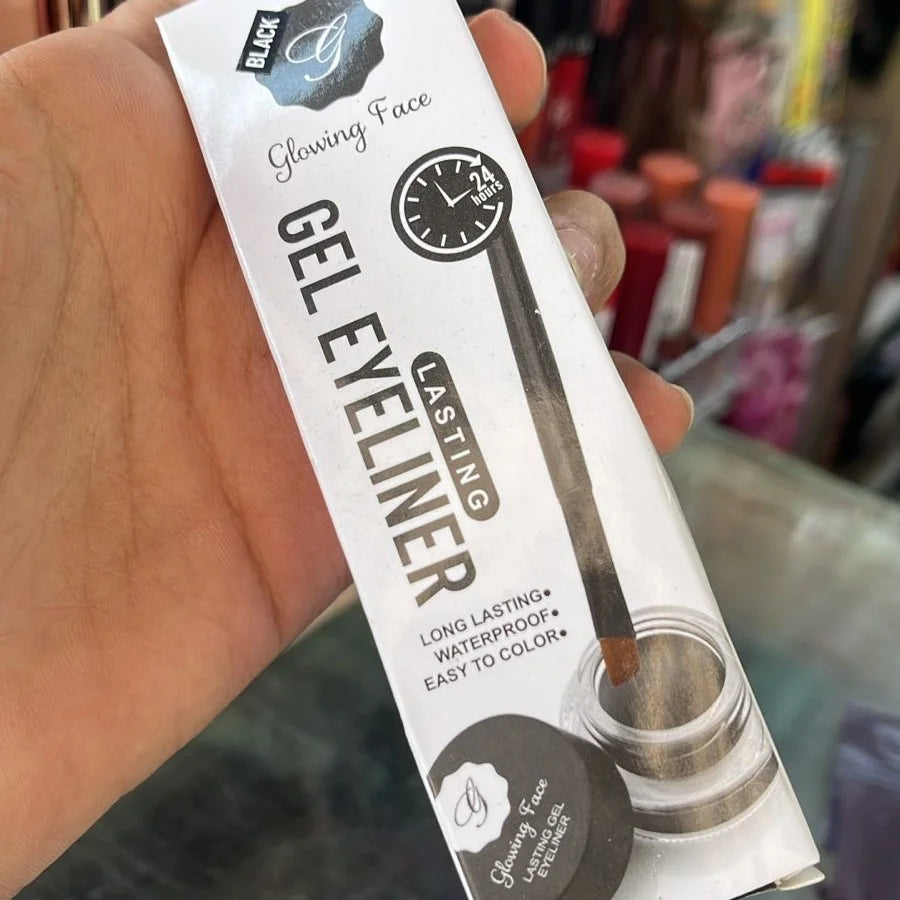 BLACK
G
Glowing Face
24
hours
GEL EYELINER
LASTING
LONG LASTING•
WATERPROOF•
EASY TO COLOR•
G
Glowing Face
LASTING GEL
EYELINER